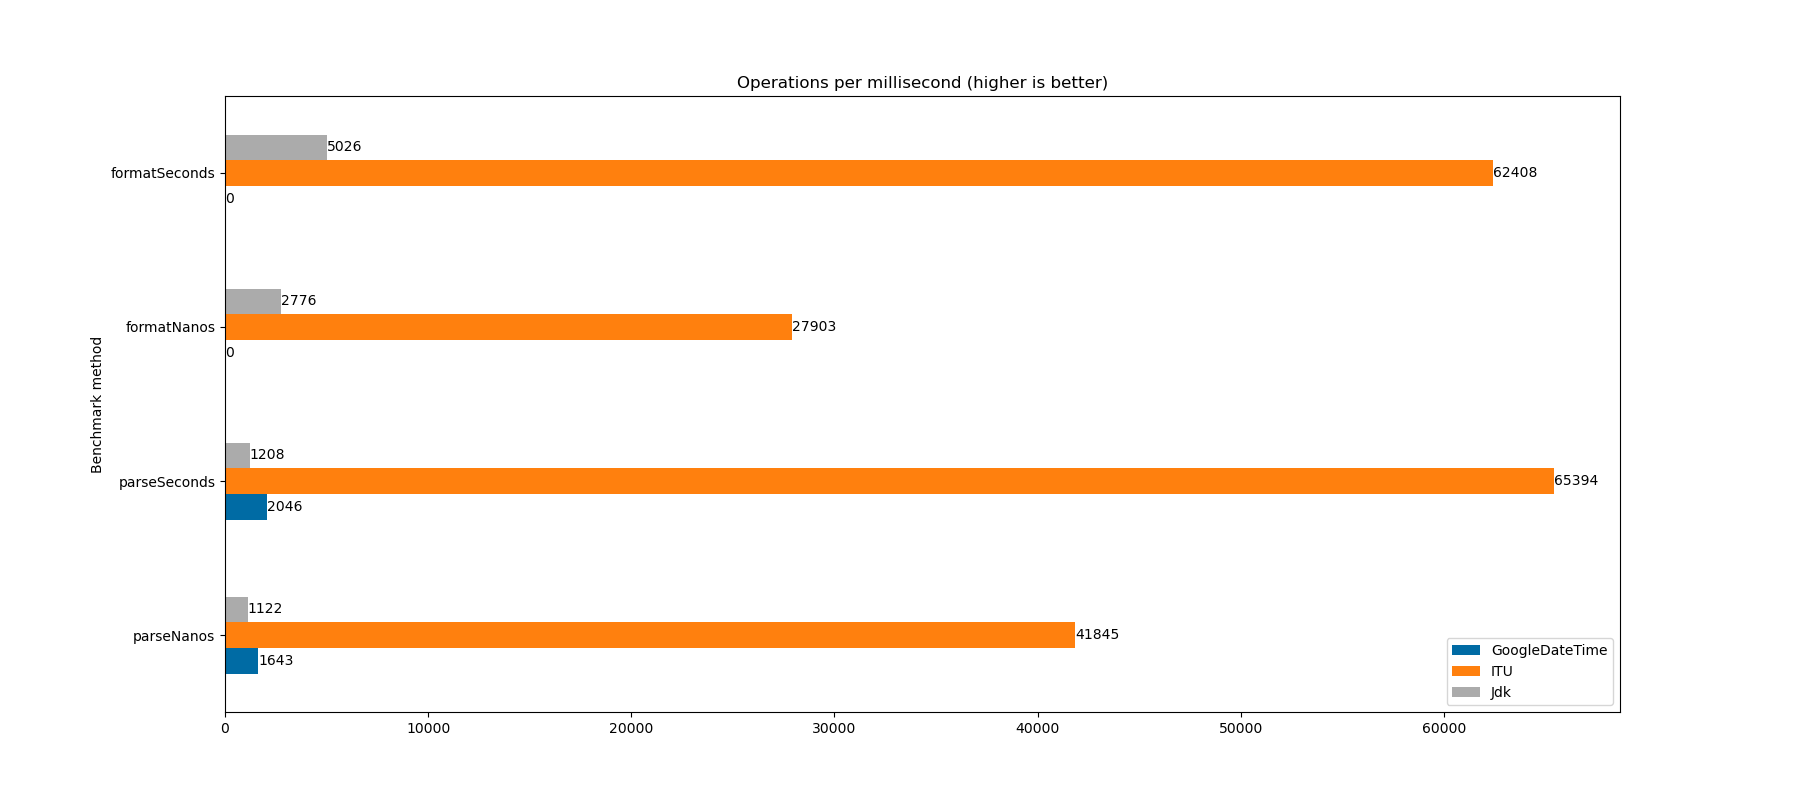 Operations per millisecond (higher is better)
5026
formatSeconds
62408
0
2776
formatNanos
27903
0
Benchmark method
1208
parseSeconds
65394
2046
1122
parseNanos
41845
1643
GoogleDateTime
ITU
Jdk
0 10000 20000 30000 40000 50000 60000